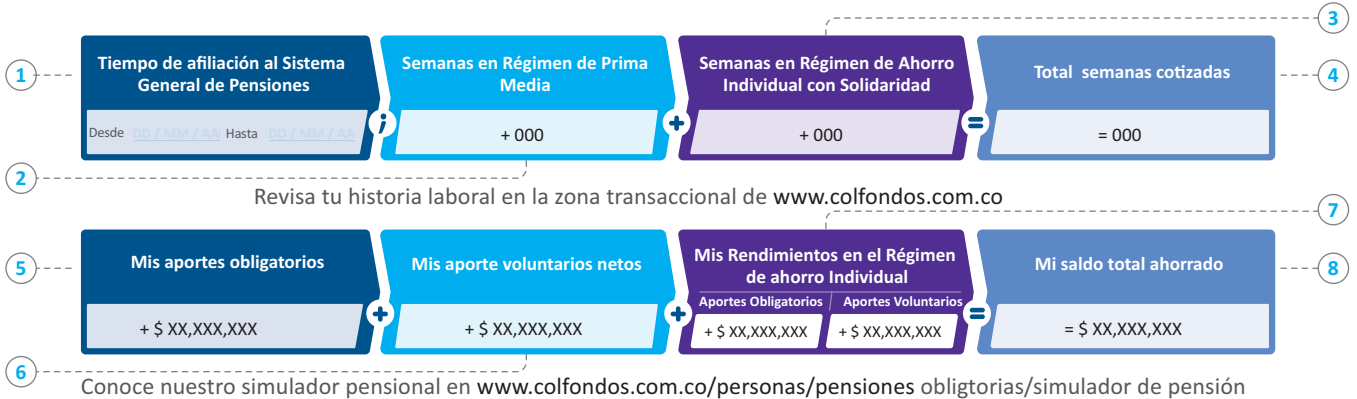 3
1
Tiempo de afiliación al Sistema
General de Pensiones
Semanas en Régimen de Prima
Media
Semanas en Régimen de Ahorro
Individual con Solidaridad
Total semanas cotizadas
4
Desde DD / MM / AA Hasta DD / MM / AA
;
+ 000
+
+ 000
=
= 000
2
Revisa tu historia laboral en la zona transaccional de www.colfondos.com.co
7
5
Mis aportes obligatorios
Mis aporte voluntarios netos
Mis Rendimientos en el Régimen
de ahorro Individual
Aportes Obligatorios / Aportes Voluntarios
Mi saldo total ahorrado
8
+ $ XX,XXX,XXX
+
+ $ XX,XXX,XXX
+
+ $ XX,XXX,XXX
+ $ XX,XXX,XXX
=
= $ XX,XXX,XXX
6
Conoce nuestro simulador pensional en www.colfondos.com.co/personas/pensiones obligtorias/simulador de pensión